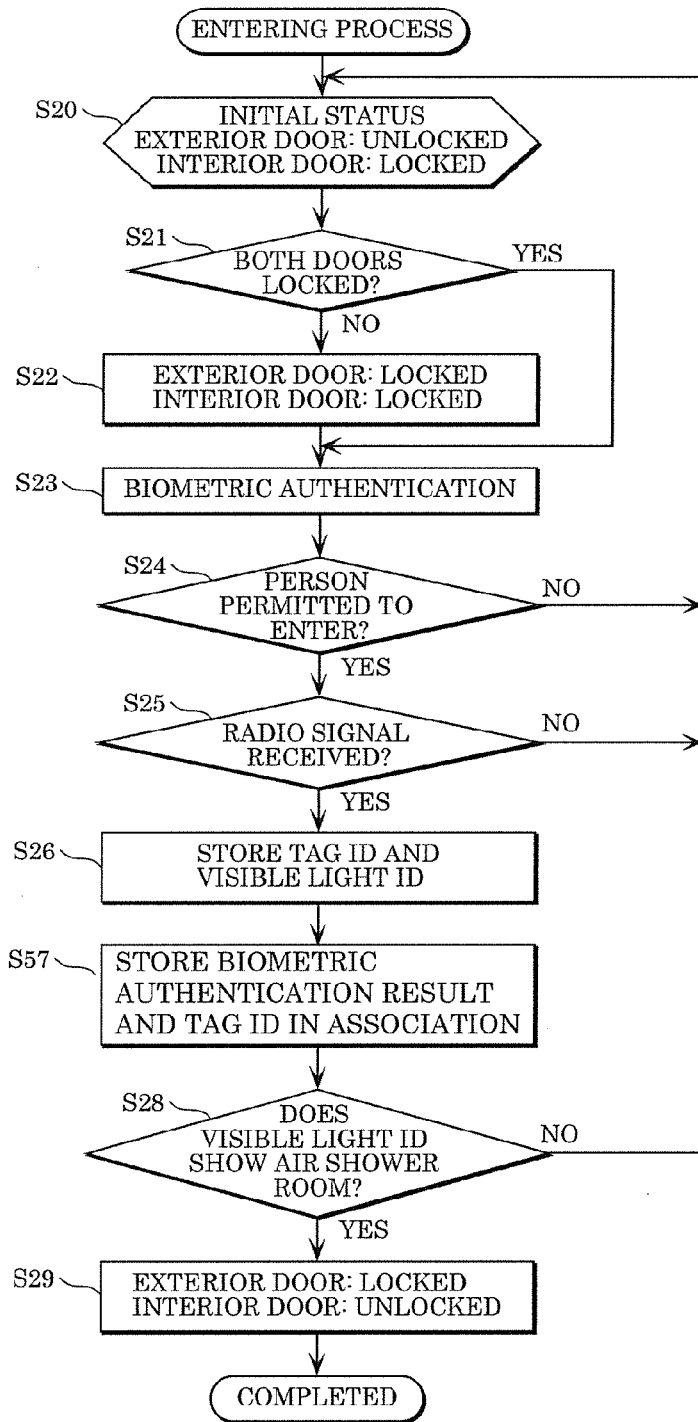 ENTERING PROCESS
S20
INITIAL STATUS
EXTERIOR DOOR: UNLOCKED
INTERIOR DOOR: LOCKED
S21
BOTH DOORS
LOCKED?
YES
NO
S22
EXTERIOR DOOR: LOCKED
INTERIOR DOOR: LOCKED
S23
BIOMETRIC AUTHENTICATION
S24
PERSON
PERMITTED TO
ENTER?
NO
YES
S25
RADIO SIGNAL
RECEIVED?
NO
YES
S26
STORE TAG ID AND
VISIBLE LIGHT ID
S57
STORE BIOMETRIC
AUTHENTICATION RESULT
AND TAG ID IN ASSOCIATION
S28
DOES
VISIBLE LIGHT ID
SHOW AIR SHOWER
ROOM?
NO
YES
S29
EXTERIOR DOOR: LOCKED
INTERIOR DOOR: UNLOCKED
COMPLETED